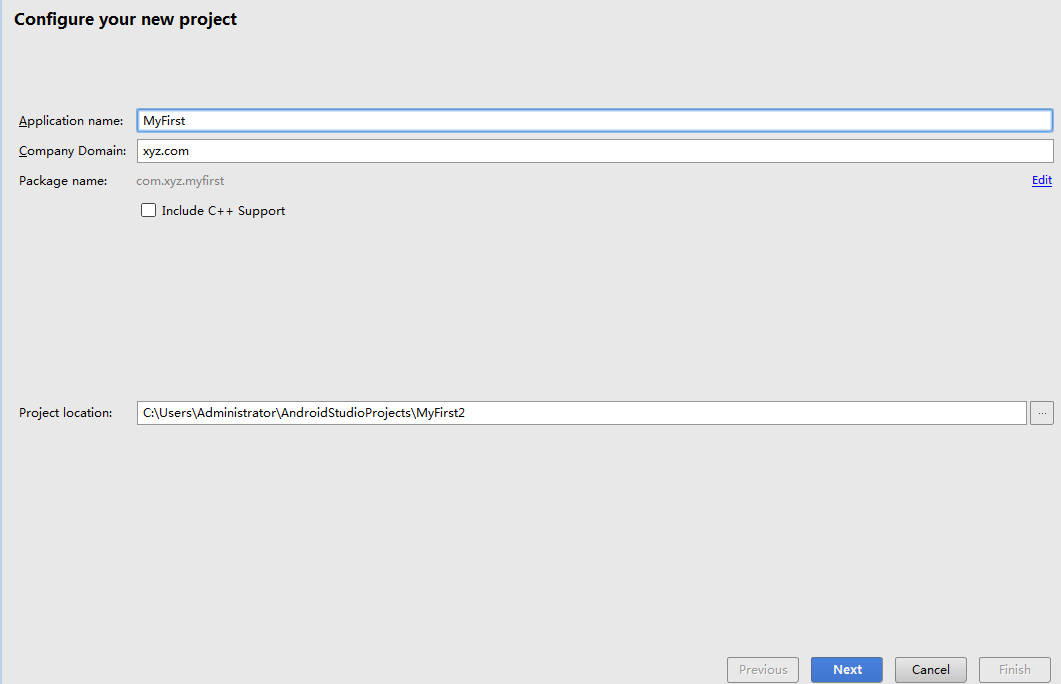 Configure your new project
Application name: MyFirst
Company Domain: xyz.com
Package name: com.xyz.myfirst Edit
Include C++ Support
Project location: C:\Users\Administrator\AndroidStudioProjects\MyFirst2 ...
Previous Next Cancel Finish